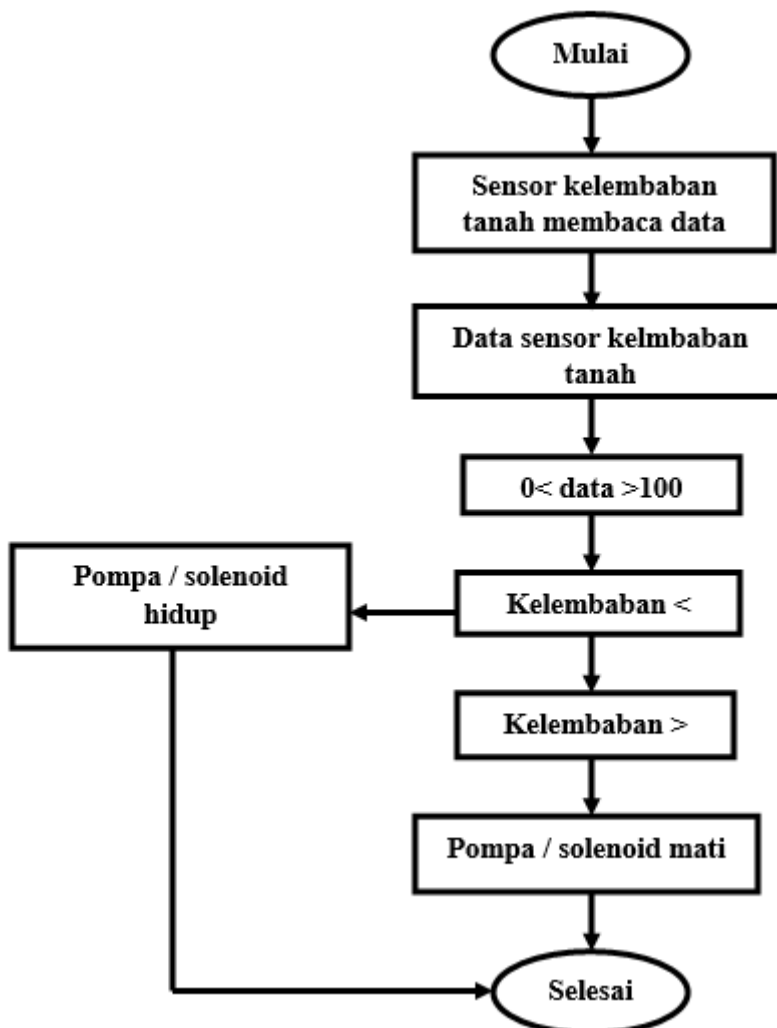 Mulai
Sensor kelembaban
tanah membaca data
Data sensor kelmbaban
tanah
0< data >100
Pompa / solenoid
hidup
Kelembaban <
Kelembaban >
Pompa / solenoid mati
Selesai